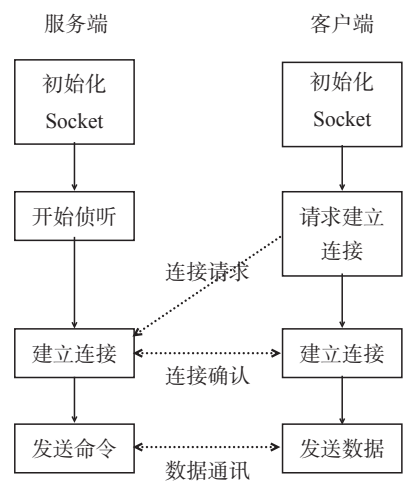 服务端
客户端
初始化
Socket
初始化
Socket
开始侦听
请求建立
连接
连接请求
建立连接
建立连接
连接确认
发送命令
发送数据
数据通讯